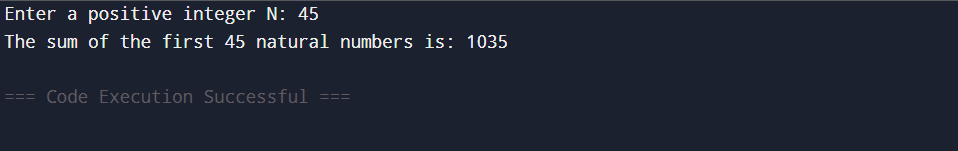 Enter a positive integer N: 45
The sum of the first 45 natural numbers is: 1035
=== Code Execution Successful ===